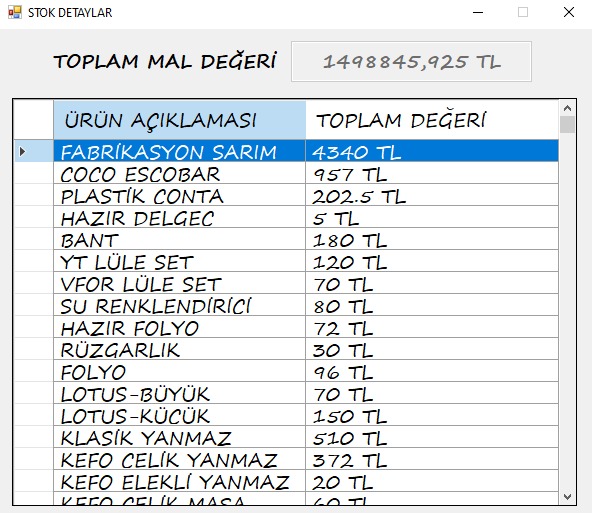 STOK DETAYLAR
TOPLAM MAL DEĞERİ 1498845,925 TL
ÜRÜN AÇIKLAMASI TOPLAM DEĞERİ
FABRİKASYON SARIM 4340 TL
COCO ESCOBAR 957 TL
PLASTİK CONTA 202.5 TL
HAZIR DELGEC 5 TL
BANT 180 TL
YT LÜLE SET 120 TL
VFOR LÜLE SET 70 TL
SU RENKLENDİRİCİ 80 TL
HAZIR FOLYO 72 TL
RÜZGARLIK 30 TL
FOLYO 96 TL
LOTUS-BÜYÜK 70 TL
LOTUS-KÜCÜK 150 TL
KLASİK YANMAZ 510 TL
KEFO CELİK YANMAZ 372 TL
KEFO ELEKLİ YANMAZ 20 TL
KEFO CELİK MASA 60 TL